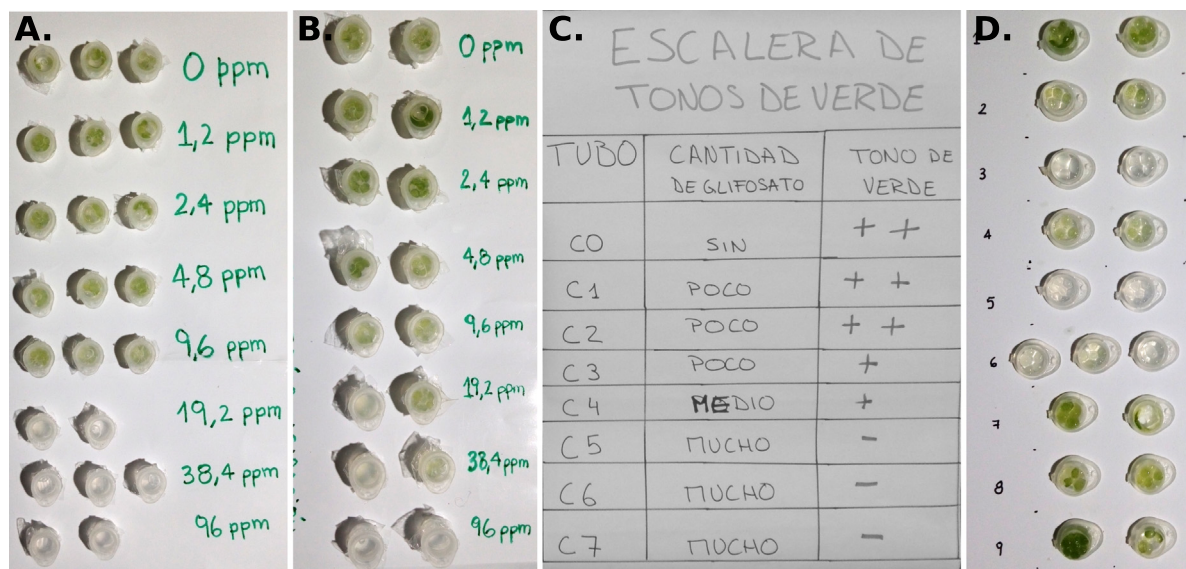 A.
0 ppm
1,2 ppm
2,4 ppm
4,8 ppm
9,6 ppm
19,2 ppm
38,4 ppm
96 ppm
B.
0 ppm
1,2 ppm
2,4 ppm
4,8 ppm
9,6 ppm
19,2 ppm
38,4 ppm
96 ppm
C.
ESCALERA DE
TONOS DE VERDE
TUBO CANTIDAD DE GLIFOSATO TONO DE VERDE
C0 SIN + +
C1 POCO + +
C2 POCO + +
C3 POCO +
C4 MEDIO +
C5 MUCHO -
C6 MUCHO -
C7 MUCHO -
D.
1
2
3
4
5
6
7
8
9